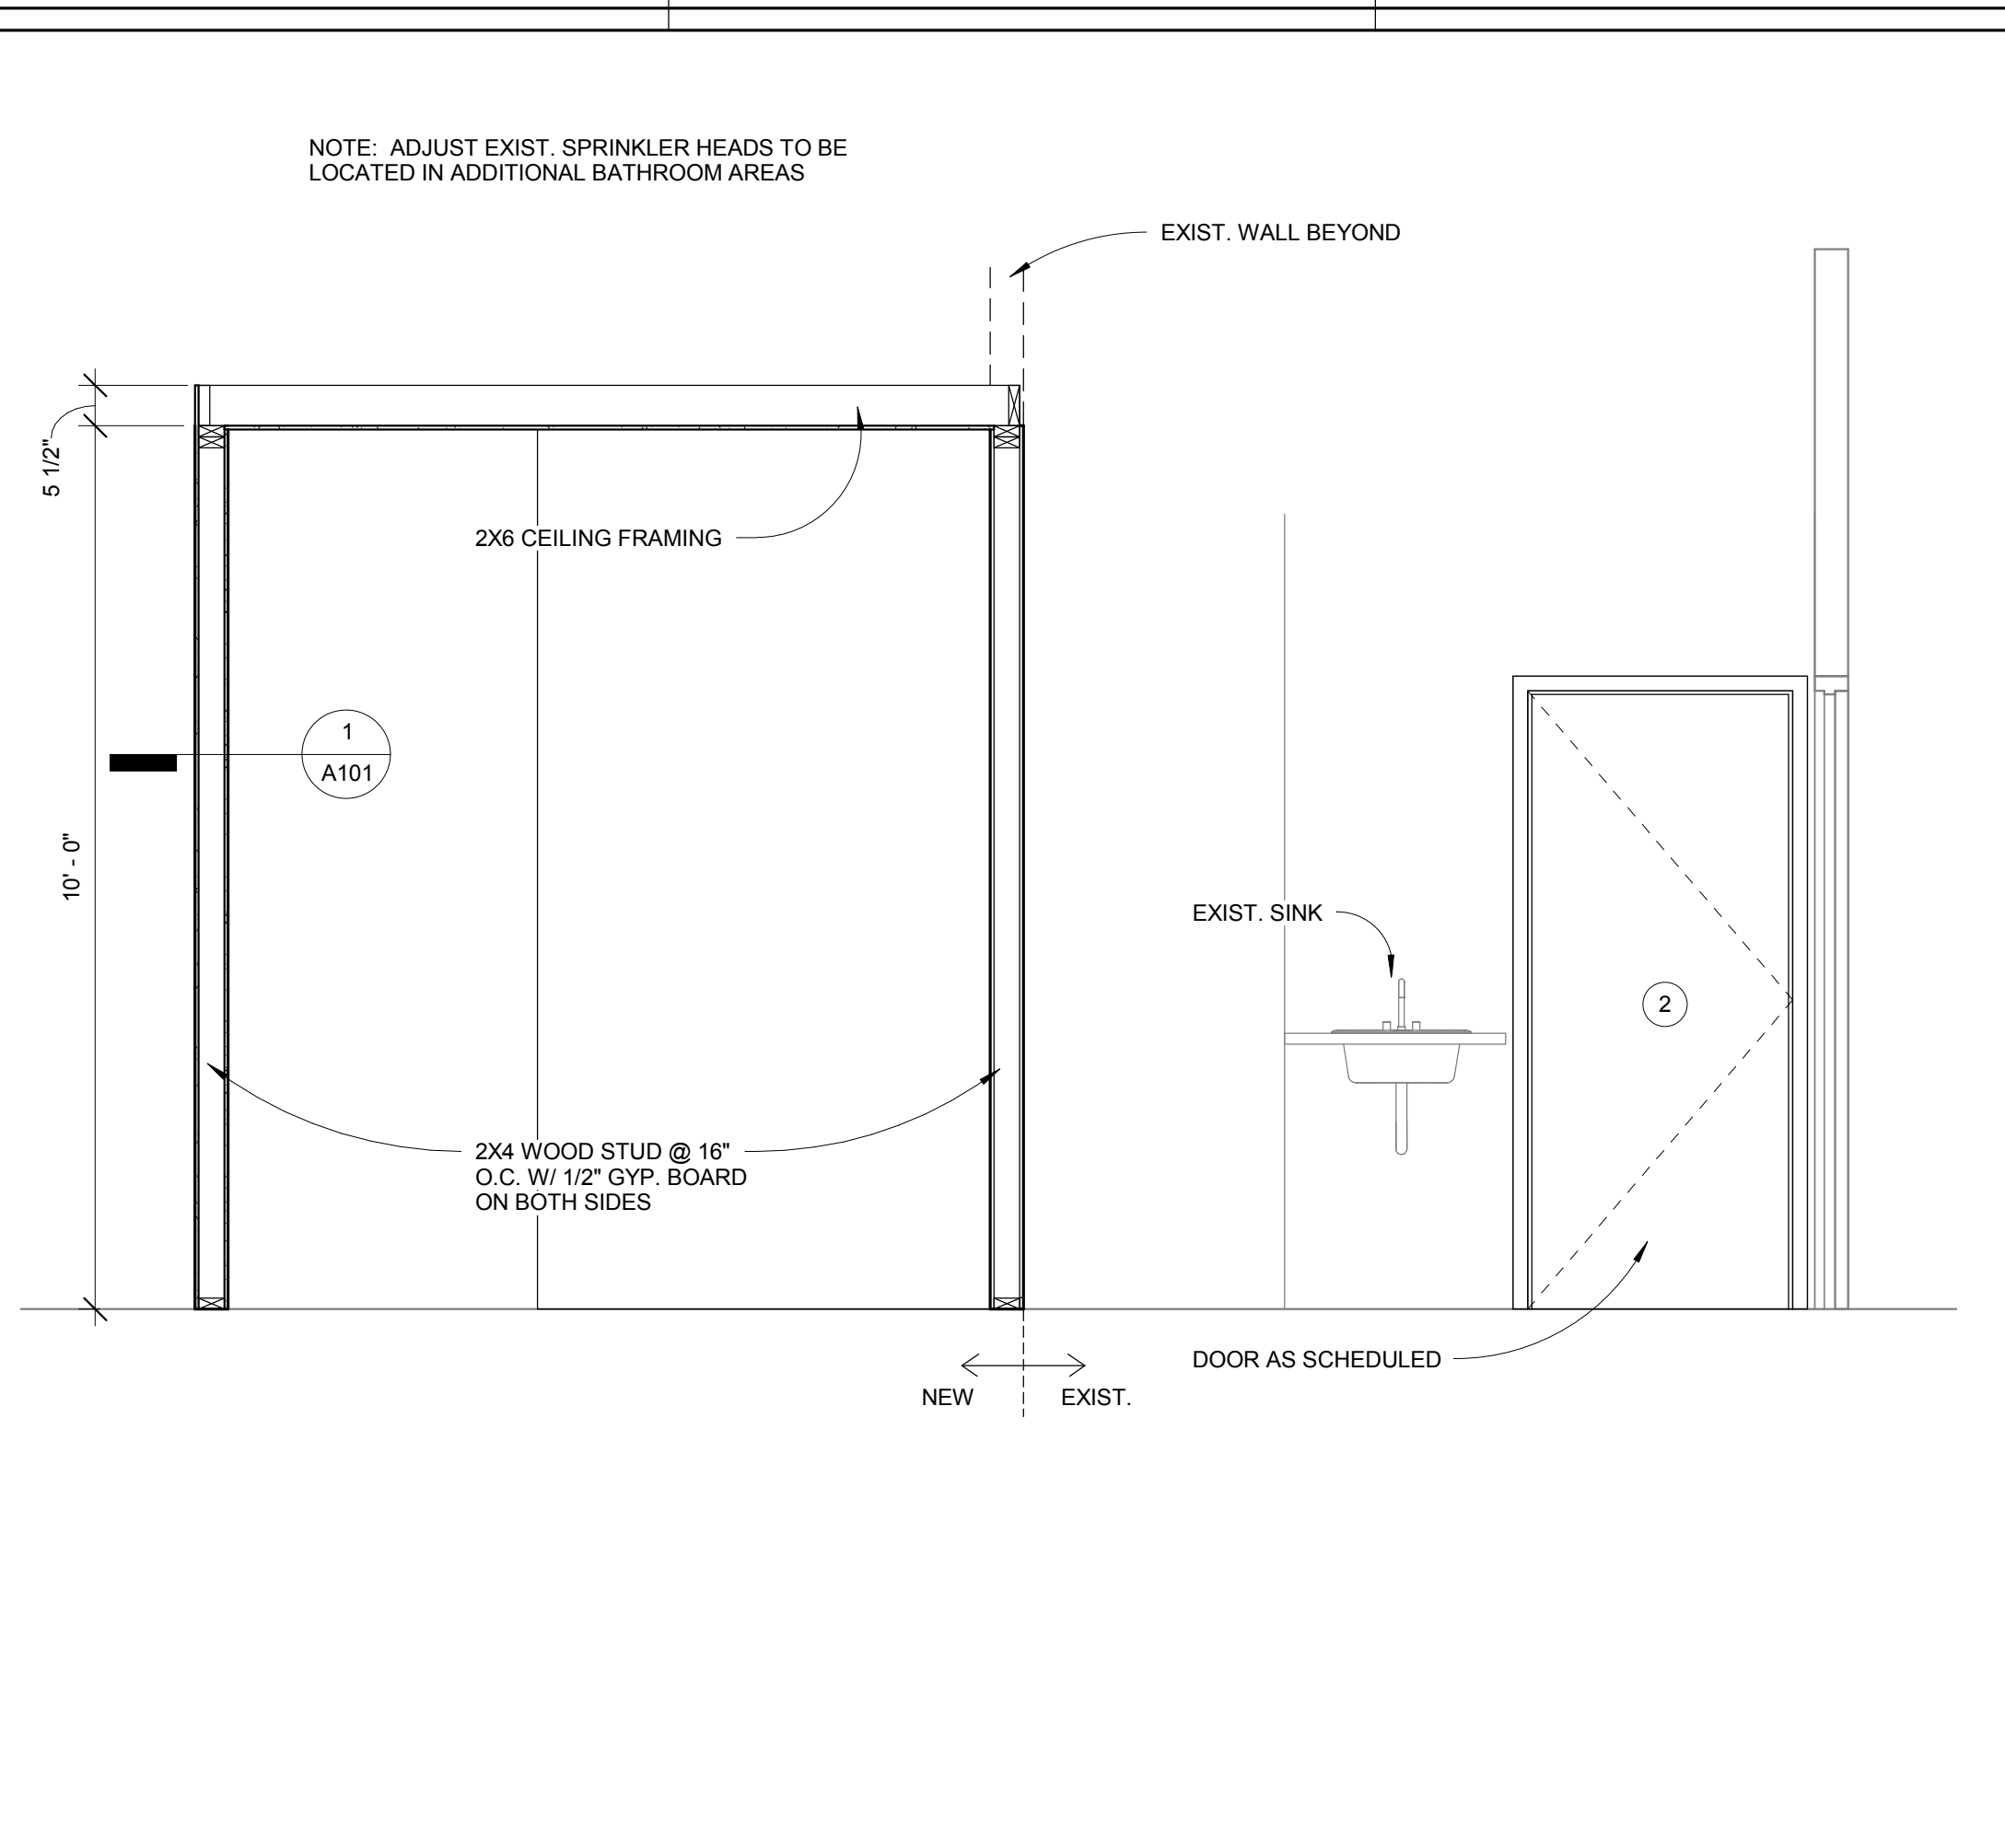 NOTE:  ADJUST EXIST. SPRINKLER HEADS TO BE
LOCATED IN ADDITIONAL BATHROOM AREAS
EXIST. WALL BEYOND
5 1/2"
2X6 CEILING FRAMING
1
A101
10' - 0"
EXIST. SINK
2
2X4 WOOD STUD @ 16"
O.C. W/ 1/2" GYP. BOARD
ON BOTH SIDES
DOOR AS SCHEDULED
NEW
EXIST.